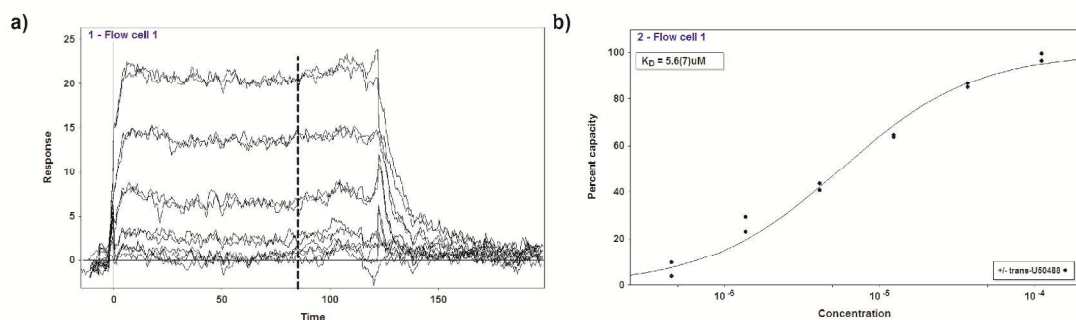 a)
1 - Flow cell 1
25
20
15
10
5
0
Response
0
50
100
150
Time
b)
2 - Flow cell 1
K_D = 5.6(7)uM
100
80
60
40
20
0
Percent capacity
+/- trans-U50488
10⁻⁶
10⁻⁵
10⁻⁴
Concentration